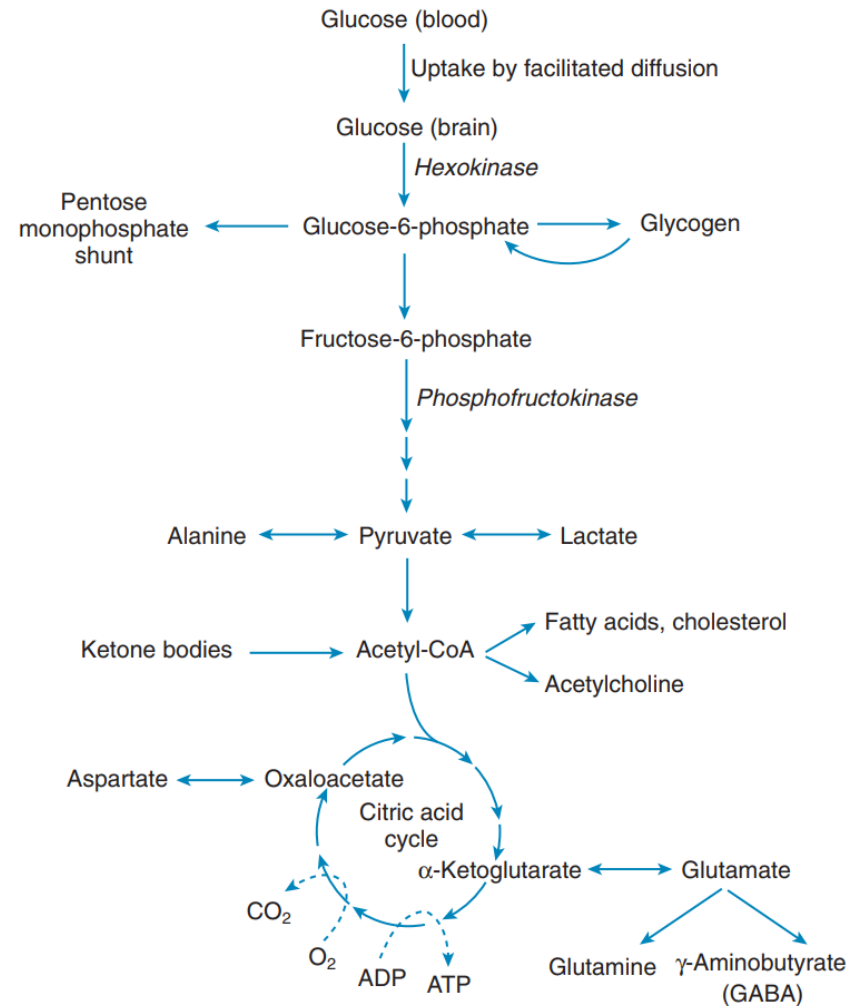 Glucose (blood)
Uptake by facilitated diffusion
Glucose (brain)
Hexokinase
Pentose
monophosphate
shunt
Glucose-6-phosphate
Glycogen
Fructose-6-phosphate
Phosphofructokinase
Alanine
Pyruvate
Lactate
Ketone bodies
Acetyl-CoA
Fatty acids, cholesterol
Acetylcholine
Aspartate
Oxaloacetate
Citric acid
cycle
α-Ketoglutarate
Glutamate
CO₂
O₂
ADP
ATP
Glutamine
γ-Aminobutyrate
(GABA)